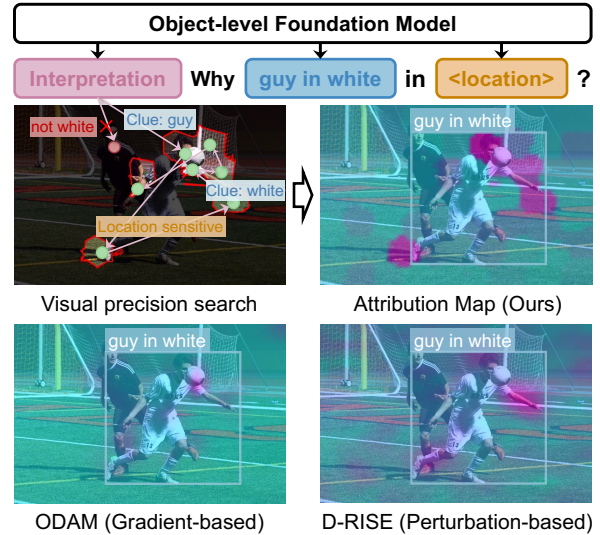 Object-level Foundation Model
Interpretation Why guy in white in <location> ?
not white
Clue: guy
Clue: white
Location sensitive
guy in white
Visual precision search
Attribution Map (Ours)
guy in white
guy in white
ODAM (Gradient-based)
D-RISE (Perturbation-based)